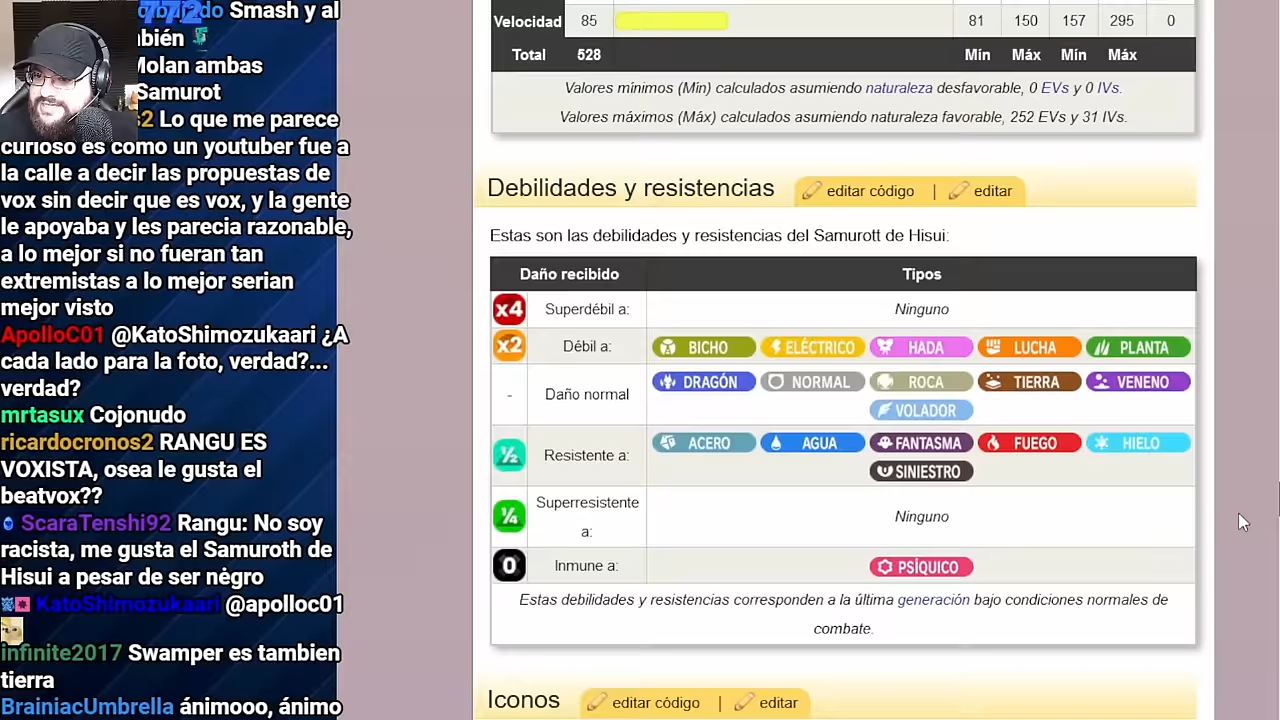 772
Smash y al
bién
Molan ambas
Samurot
s2 Lo que me parece
curioso es como un youtuber fue a
la calle a decir las propuestas de
vox sin decir que es vox, y la gente
le apoyaba y les parecia razonable,
a lo mejor si no fueran tan
extremistas a lo mejor serian
mejor visto
ApolloC01 @KatoShimozukaari ¿A
cada lado para la foto, verdad?...
verdad?
mrtasux Cojonudo
ricardocronos2 RANGU ES
VOXISTA, osea le gusta el
beatvox??
ScaraTenshi92 Rangu: No soy
racista, me gusta el Samuroth de
Hisui a pesar de ser nėgro
KatoShimozukaari @apolloc01
infinite2017 Swamper es tambien
tierra
BrainiacUmbrella ánimooo, ánimo
Velocidad 85 81 150 157 295 0
Total 528 Mín Máx Mín Máx
Valores mínimos (Mín) calculados asumiendo naturaleza desfavorable, 0 EVs y 0 IVs.
Valores máximos (Máx) calculados asumiendo naturaleza favorable, 252 EVs y 31 IVs.
Debilidades y resistencias editar código | editar
Estas son las debilidades y resistencias del Samurott de Hisui:
Daño recibido Tipos
x4 Superdébil a: Ninguno
x2 Débil a: BICHO ELÉCTRICO HADA LUCHA PLANTA
- Daño normal DRAGÓN NORMAL ROCA TIERRA VENENO
VOLADOR
½ Resistente a: ACERO AGUA FANTASMA FUEGO HIELO
SINIESTRO
¼ Superresistente
a: Ninguno
0 Inmune a: PSÍQUICO
Estas debilidades y resistencias corresponden a la última generación bajo condiciones normales de
combate.
Iconos editar código | editar